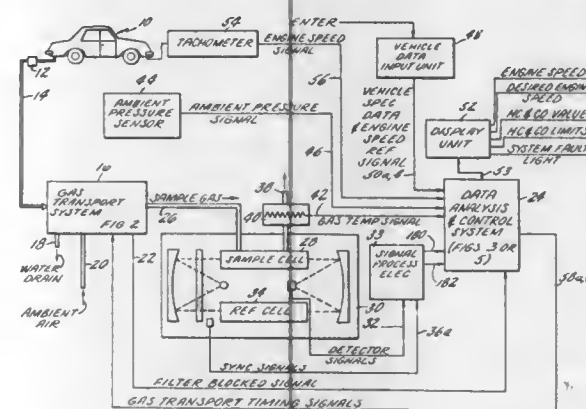 10
54
TACHOMETER
ENGINE SPEED
SIGNAL
ENTER
VEHICLE
DATA
INPUT UNIT
48
12
14
44
AMBIENT
PRESSURE
SENSOR
AMBIENT PRESSURE
SIGNAL
56
46
VEHICLE
SPEC
DATA
& ENGINE
SPEED
REF
SIGNAL
50a,b
52
DISPLAY
UNIT
53
ENGINE SPEED
DESIRED ENGINE
SPEED
HC & CO VALUE
HC & CO LIMITS
SYSTEM FAULT
LIGHT
16
GAS
TRANSPORT
SYSTEM
FIG 2
SAMPLE GAS
26
38
40
42
GAS TEMP SIGNAL
DATA
ANALYSIS
& CONTROL
SYSTEM
(FIGS 3 OR
5)
24
18
WATER
DRAIN
20
AMBIENT
AIR
22
SAMPLE CELL
28
34
REF CELL
30
33
SIGNAL
PROCESS
ELEC
180
182
32
36a
58a,
DETECTOR
SIGNALS
SYNC SIGNALS
FILTER BLOCKED SIGNAL
GAS TRANSPORT TIMING SIGNALS